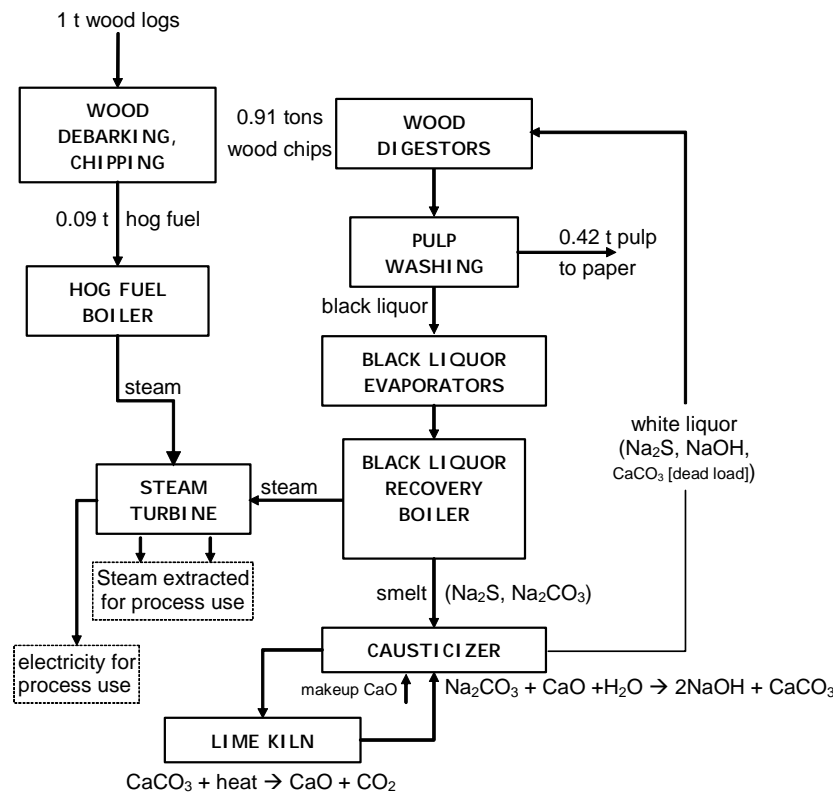 1 t wood logs
WOOD
DEBARKING,
CHIPPING
0.09 t hog fuel
HOG FUEL
BOILER
steam
STEAM
TURBINE
Steam extracted
for process use
electricity for
process use
0.91 tons
wood chips
WOOD
DIGESTORS
PULP
WASHING
0.42 t pulp
to paper
black liquor
BLACK LIQUOR
EVAPORATORS
BLACK LIQUOR
RECOVERY
BOILER
steam
smelt (Na₂S, Na₂CO₃)
white liquor
(Na₂S, NaOH,
CaCO₃ [dead load])
CAUSTICIZER
makeup CaO
Na₂CO₃ + CaO +H₂O → 2NaOH + CaCO₃
LIME KILN
CaCO₃ + heat → CaO + CO₂